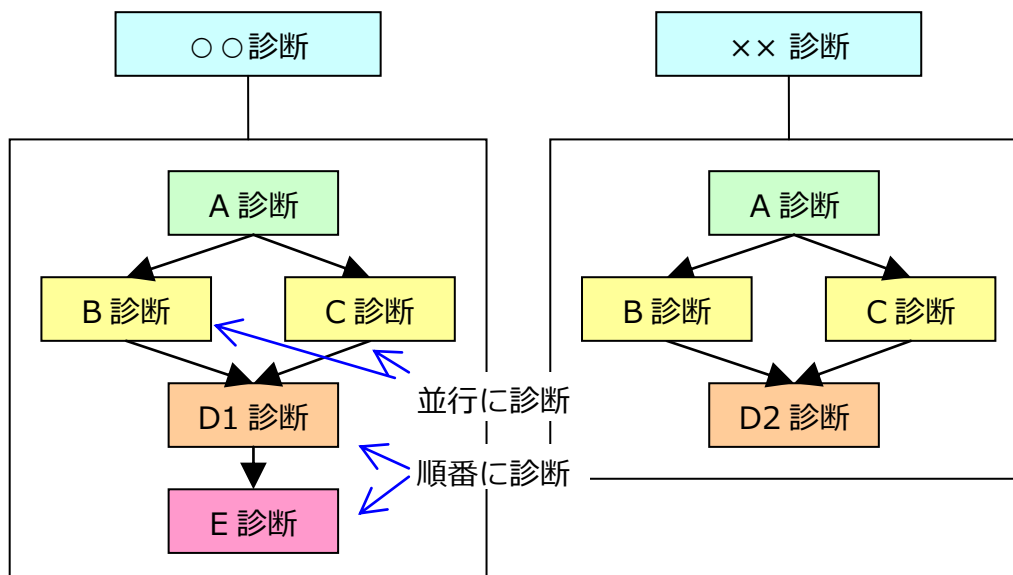 ○○診断
×× 診断
A 診断
B 診断
C 診断
D1 診断
E 診断
並行に診断
順番に診断
A 診断
B 診断
C 診断
D2 診断